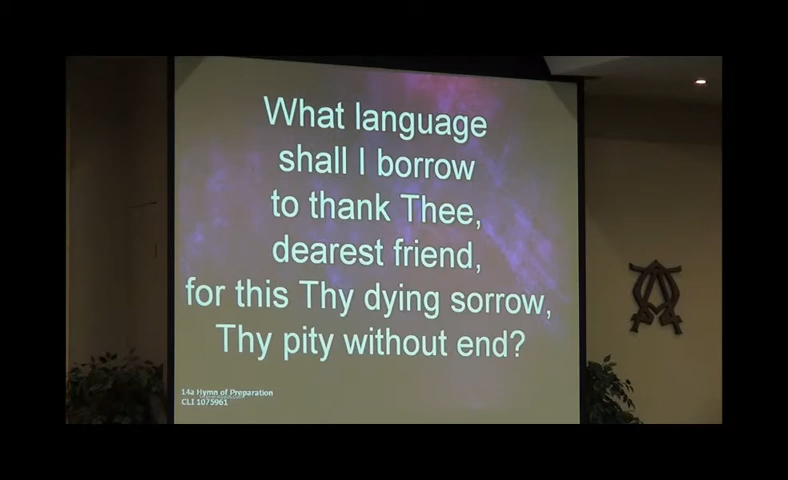 What language
shall I borrow
to thank Thee,
dearest friend,
for this Thy dying sorrow,
Thy pity without end?
14a Hymn of Preparation
CLI 1075961